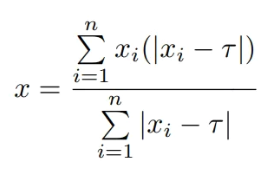 x = \frac{\sum_{i=1}^{n} x_i(|x_i - \tau|)}{\sum_{i=1}^{n} |x_i - \tau|}